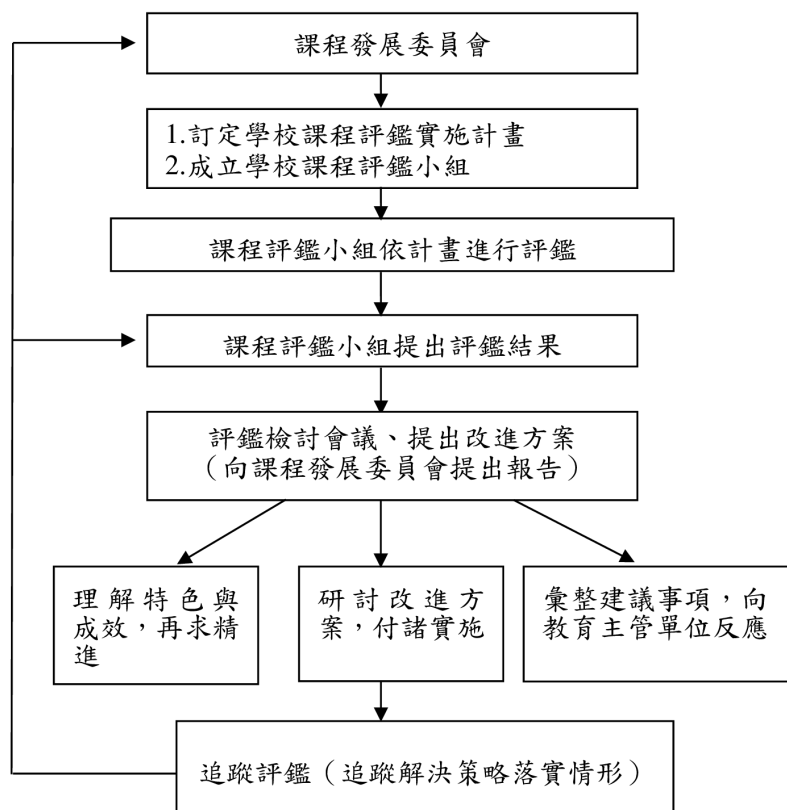 課程發展委員會
1.訂定學校課程評鑑實施計畫
2.成立學校課程評鑑小組
課程評鑑小組依計畫進行評鑑
課程評鑑小組提出評鑑結果
評鑑檢討會議、提出改進方案
（向課程發展委員會提出報告）
理解特色與
成效，再求精
進
研討改進方
案，付諸實施
彙整建議事項，向
教育主管單位反應
追蹤評鑑（追蹤解決策略落實情形）